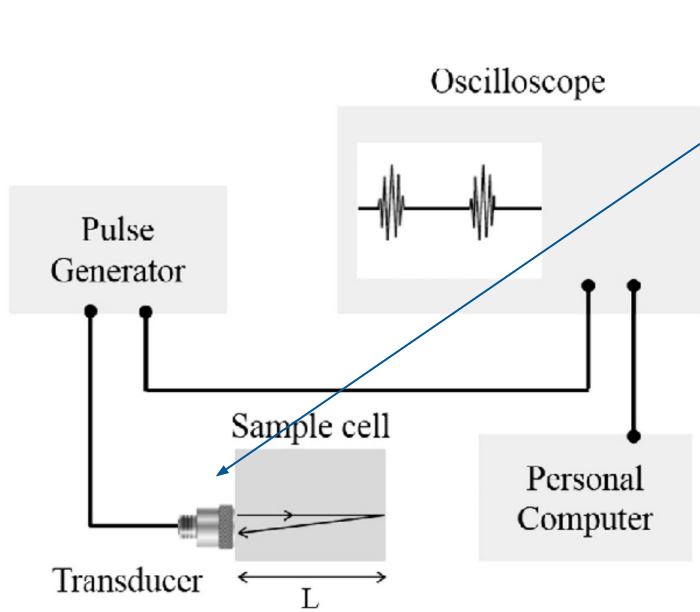 Oscilloscope
Pulse
Generator
Sample cell
Personal
Computer
Transducer
L